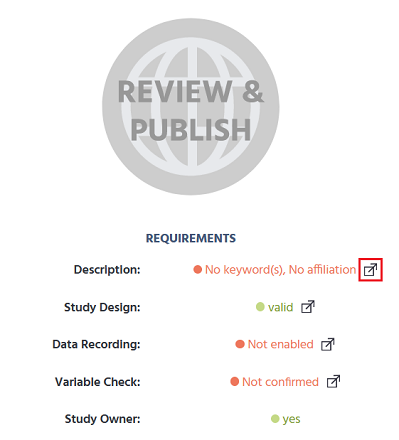 REVIEW &
PUBLISH
REQUIREMENTS
Description: No keyword(s), No affiliation
Study Design: valid
Data Recording: Not enabled
Variable Check: Not confirmed
Study Owner: yes